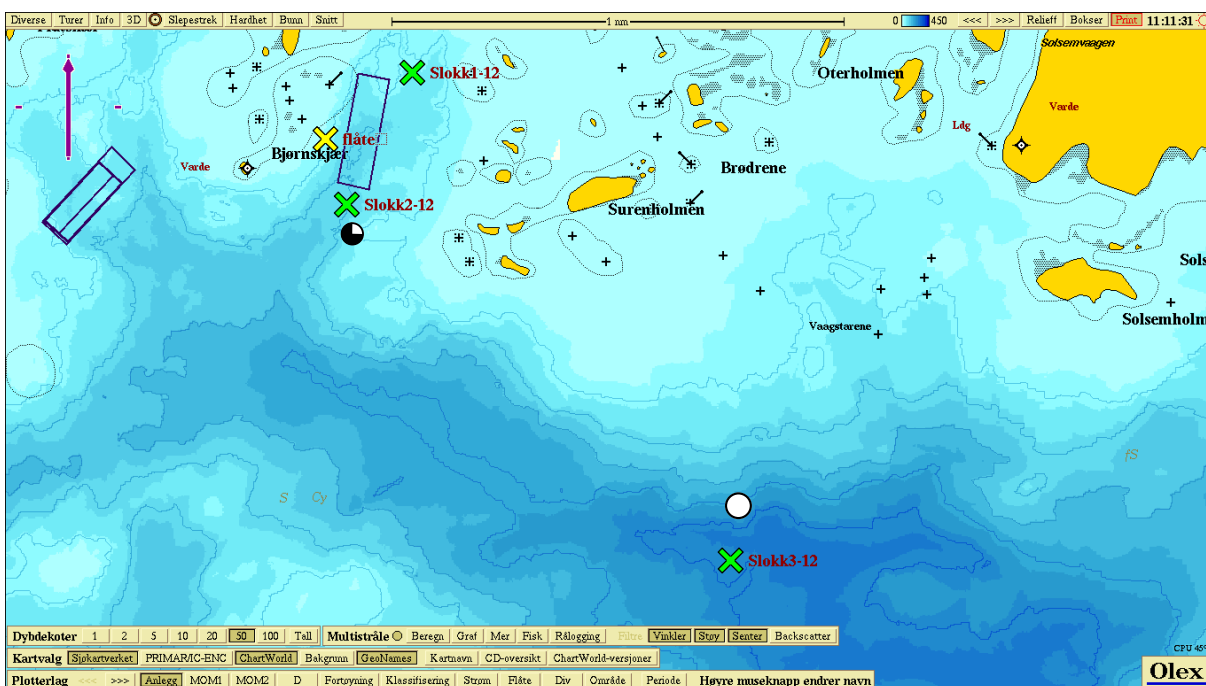 Diverse Turer Info 3D Slepestrek Hardhet Bunn Snitt 1 nm 0 450 <<< >>> Relieff Bokser Print 11:11:31
Solsemvaagen
Slokk1-12
Oterholmen
Varde
Ldg
flåte
Bjørnskjær
Varde
Brødrene
Slokk2-12
Surenholmen
Sols
Solsemholm
Vaagstarene
fS
S Cy
Slokk3-12
Dybdekoter 1 2 5 10 20 50 100 Tall Multistråle Beregn Graf Mer Fisk Rålogging Filtre Vinkler Støy Senter Backscatter
CPU 45°
Kartvalg Sjøkartverket PRIMAR/IC-ENC ChartWorld Bakgrunn GeoNames Kartnavn CD-oversikt ChartWorld-versjoner
Plotterlag <<< >>> Anlegg MOM1 MOM2 D Fortøyning Klassifisering Strøm Flåte Div Område Periode Høyre museknapp endrer navn
Olex